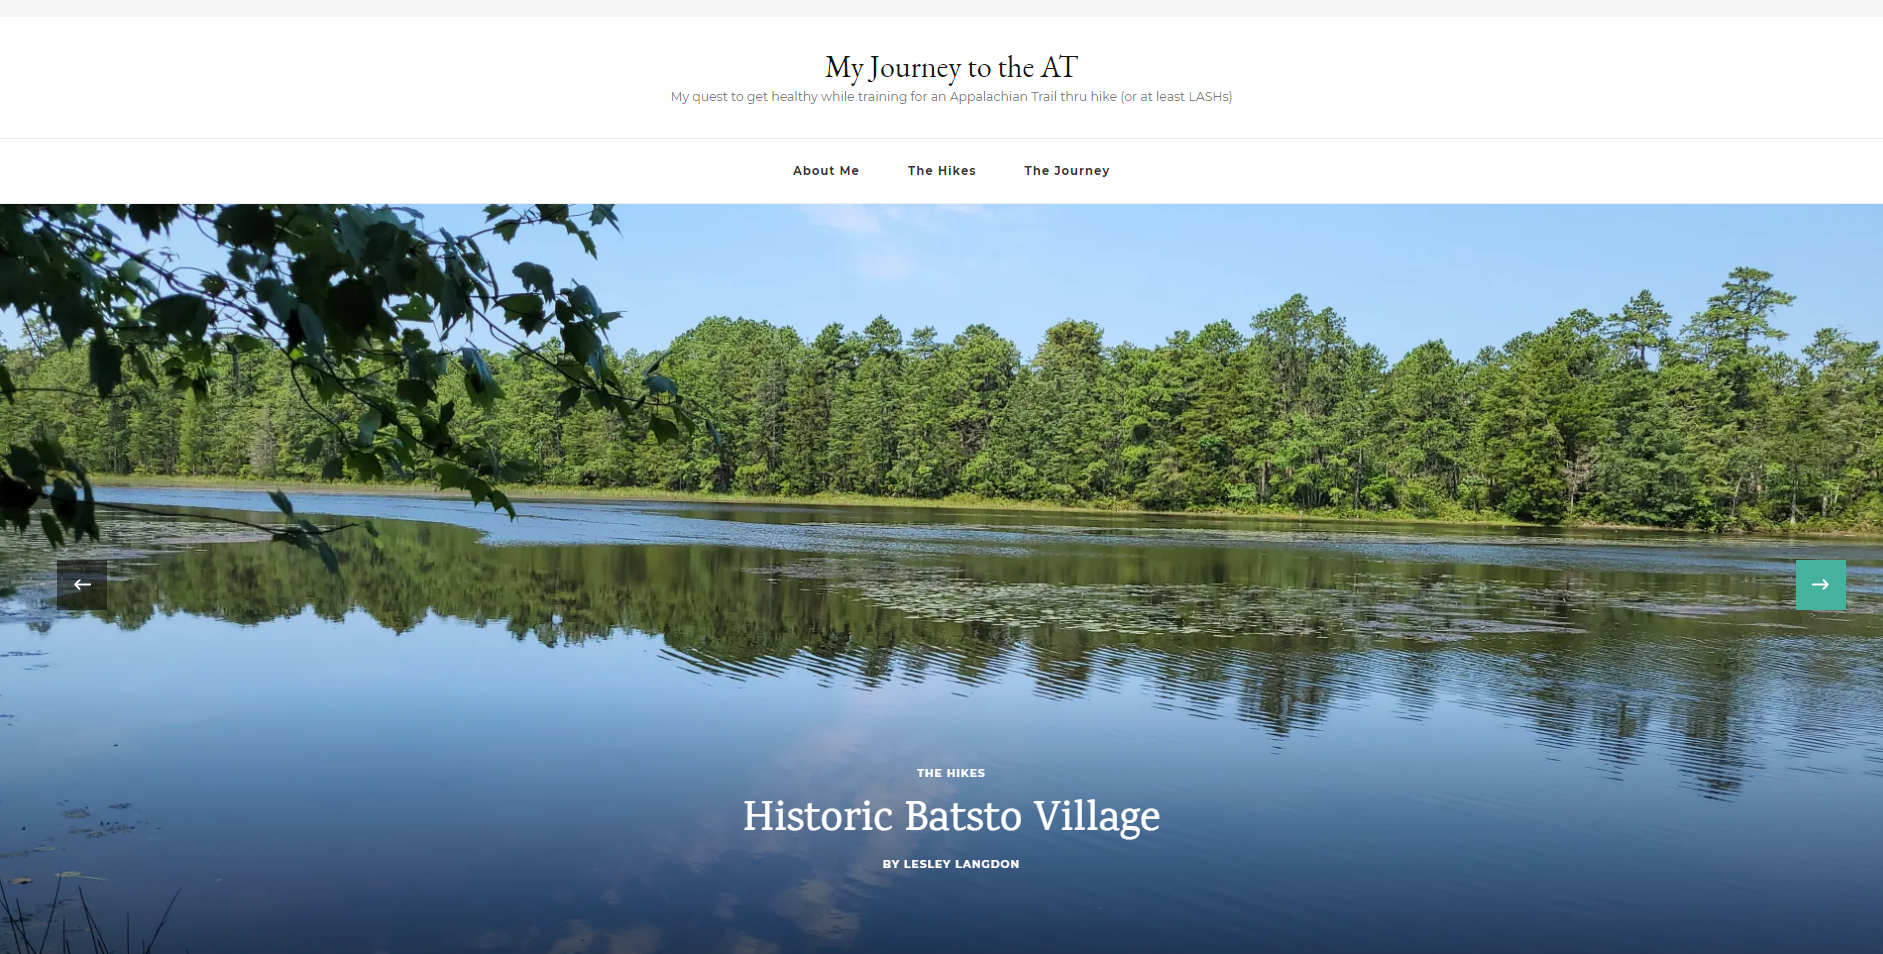 My Journey to the AT
My quest to get healthy while training for an Appalachian Trail thru hike (or at least LASHs)
About Me
The Hikes
The Journey
THE HIKES
Historic Batsto Village
BY LESLEY LANGDON